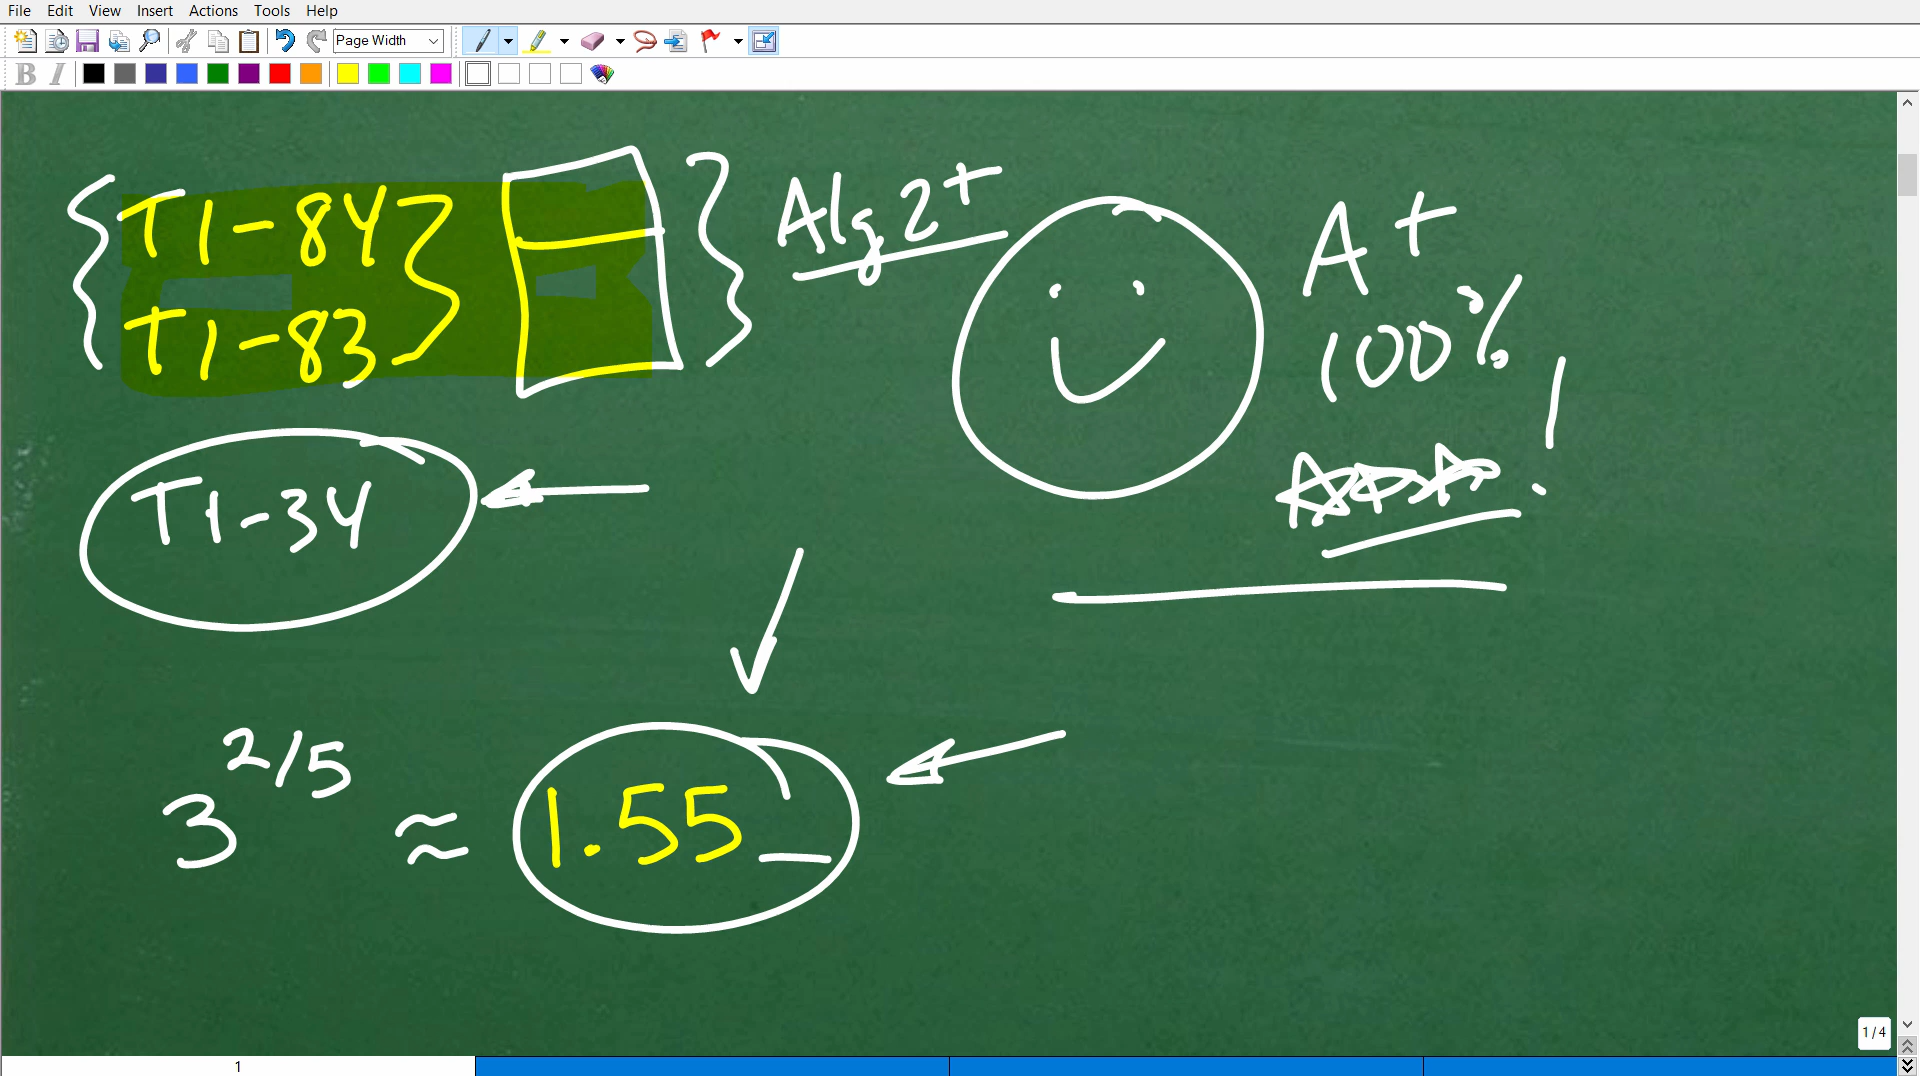 File Edit View Insert Actions Tools Help
Page Width
B I
{ TI-84 } } Alg 2+
TI-83
A+
100%
!
TI-34
3^2/5 ≈ 1.55_
1/4
1